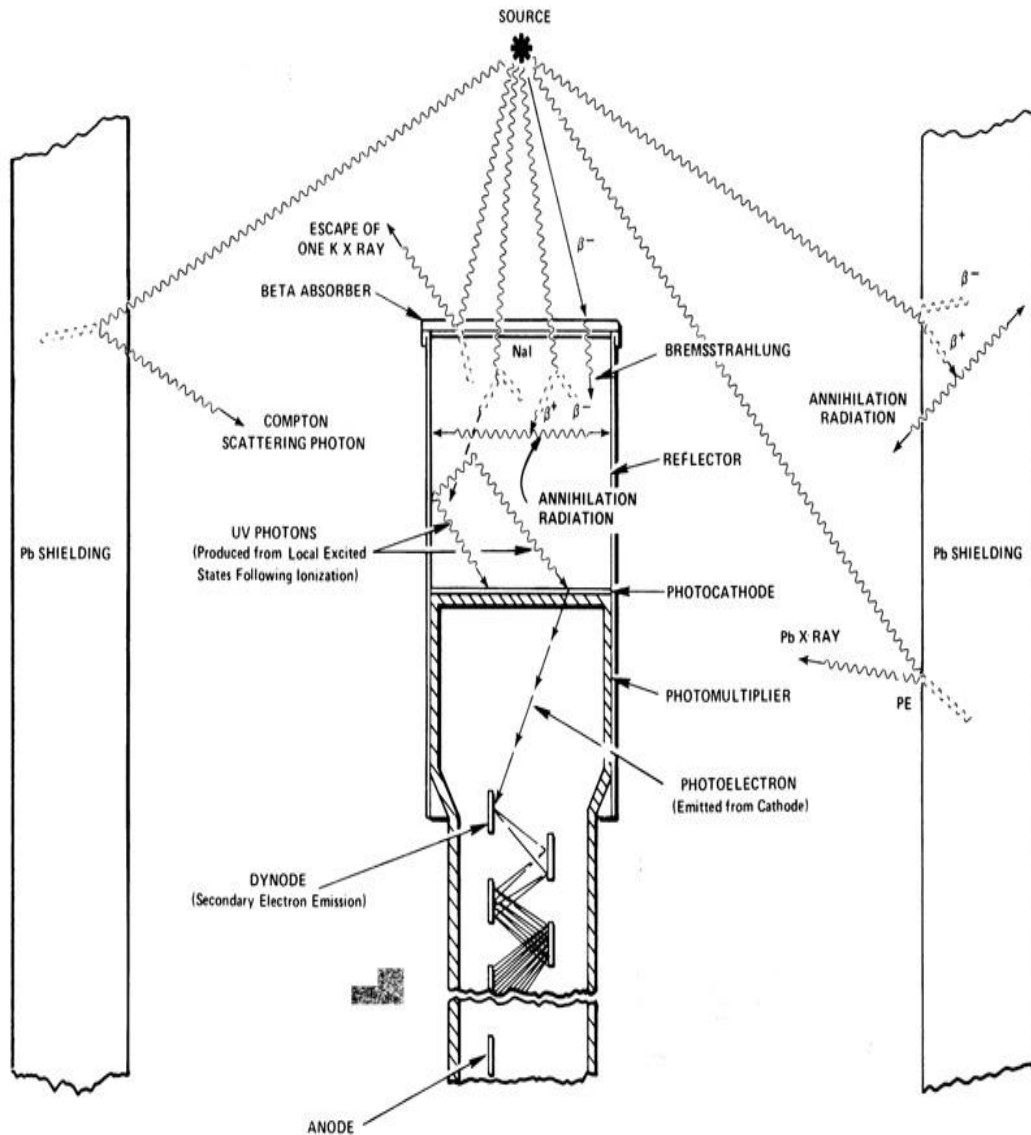 SOURCE
ESCAPE OF
ONE K X RAY
β−
BETA ABSORBER
β−
NaI
BREMSSTRAHLUNG
β+
COMPTON
SCATTERING PHOTON
β+
β−
ANNIHILATION
RADIATION
REFLECTOR
ANNIHILATION
RADIATION
UV PHOTONS
(Produced from Local Excited
States Following Ionization)
Pb SHIELDING
Pb SHIELDING
PHOTOCATHODE
Pb X RAY
PHOTOMULTIPLIER
PE
PHOTOELECTRON
(Emitted from Cathode)
DYNODE
(Secondary Electron Emission)
ANODE